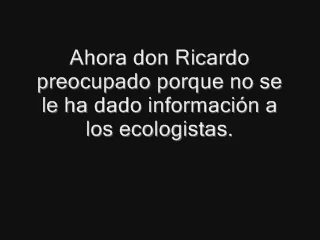 Ahora don Ricardo
preocupado porque no se
le ha dado información a
los ecologistas.